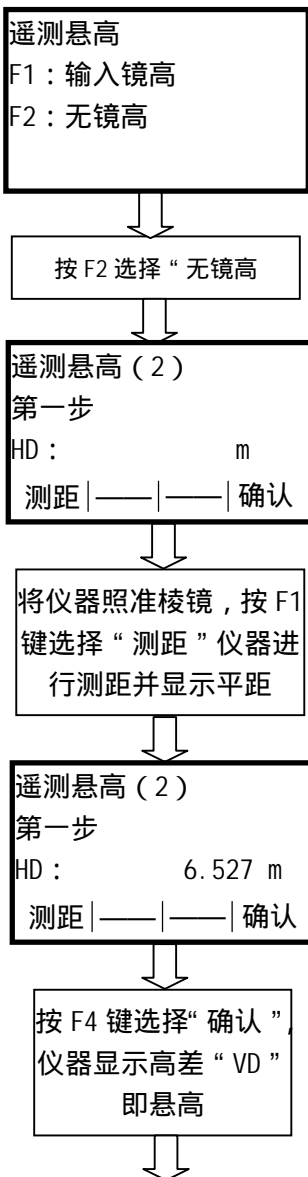 遥测悬高
F1：输入镜高
F2：无镜高
按 F2 选择“无镜高
遥测悬高（2）
第一步
HD： m
测距|——|——|确认
将仪器照准棱镜，按 F1
键选择“测距”仪器进
行测距并显示平距
遥测悬高（2）
第一步
HD： 6.527 m
测距|——|——|确认
按 F4 键选择“确认”，
仪器显示高差“VD”
即悬高